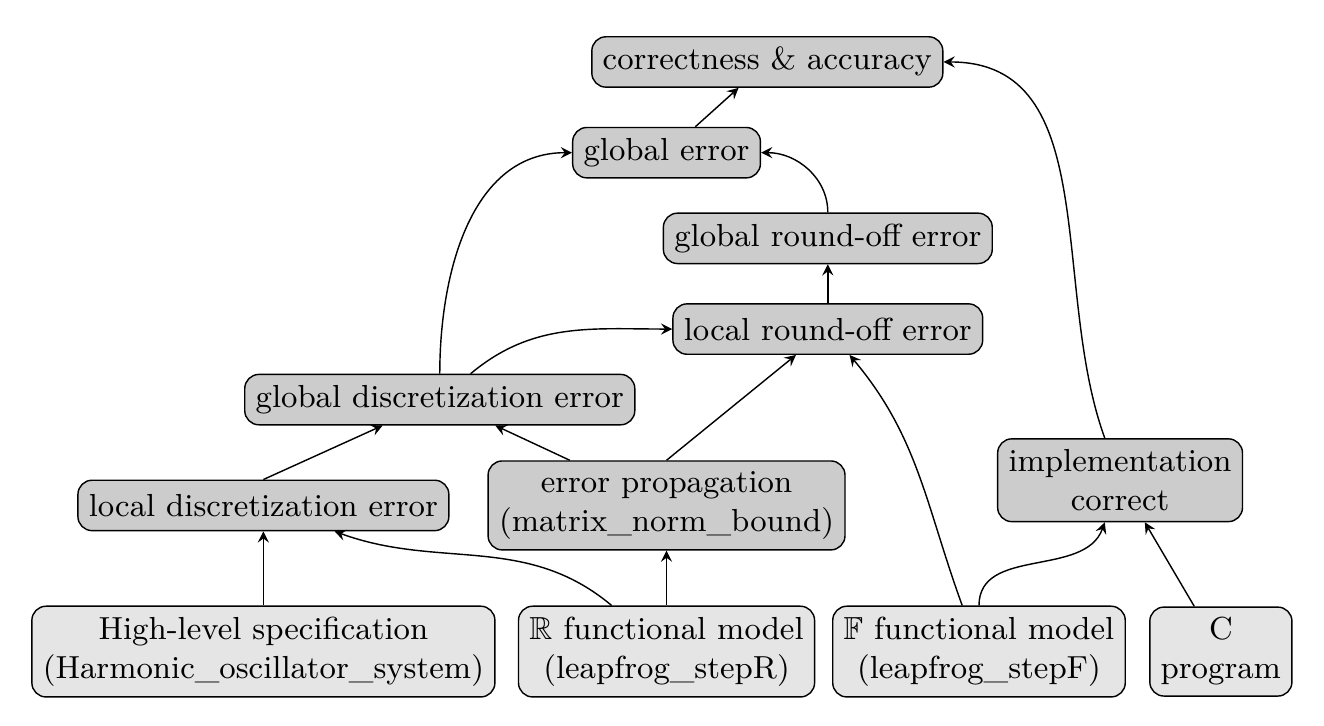 correctness & accuracy
global error
global round-off error
local round-off error
global discretization error
local discretization error
error propagation
(matrix_norm_bound)
implementation
correct
High-level specification
(Harmonic_oscillator_system)
ℝ functional model
(leapfrog_stepR)
𝔽 functional model
(leapfrog_stepF)
C
program